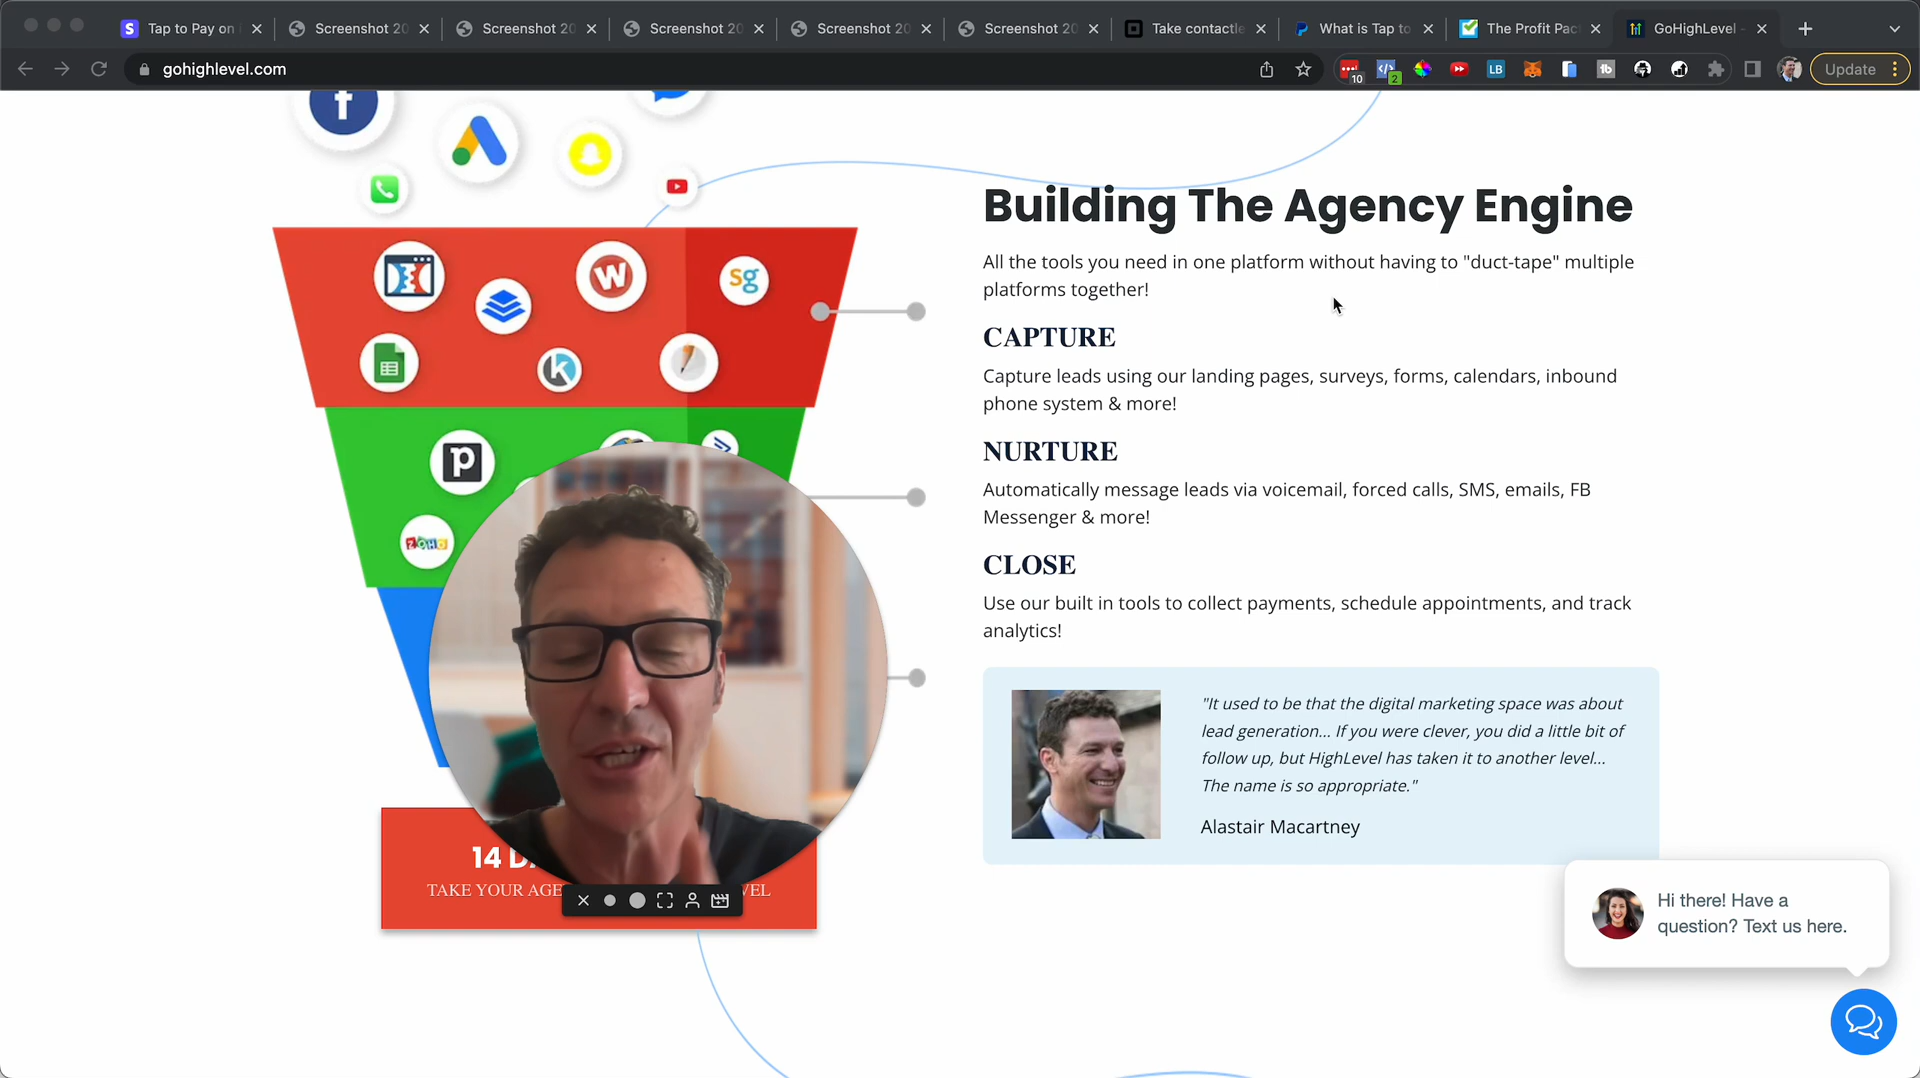 Tap to Pay on
Screenshot 20
Screenshot 20
Screenshot 20
Screenshot 20
Screenshot 20
Take contactle
What is Tap to
The Profit Pac
GoHighLevel -
gohighlevel.com
10
2
LB
Update
Building The Agency Engine
All the tools you need in one platform without having to "duct-tape" multiple
platforms together!
CAPTURE
Capture leads using our landing pages, surveys, forms, calendars, inbound
phone system & more!
NURTURE
Automatically message leads via voicemail, forced calls, SMS, emails, FB
Messenger & more!
CLOSE
Use our built in tools to collect payments, schedule appointments, and track
analytics!
"It used to be that the digital marketing space was about
lead generation... If you were clever, you did a little bit of
follow up, but HighLevel has taken it to another level...
The name is so appropriate."
Alastair Macartney
sg
ZOHO
14 D
TAKE YOUR AGE
VEL
Hi there! Have a
question? Text us here.